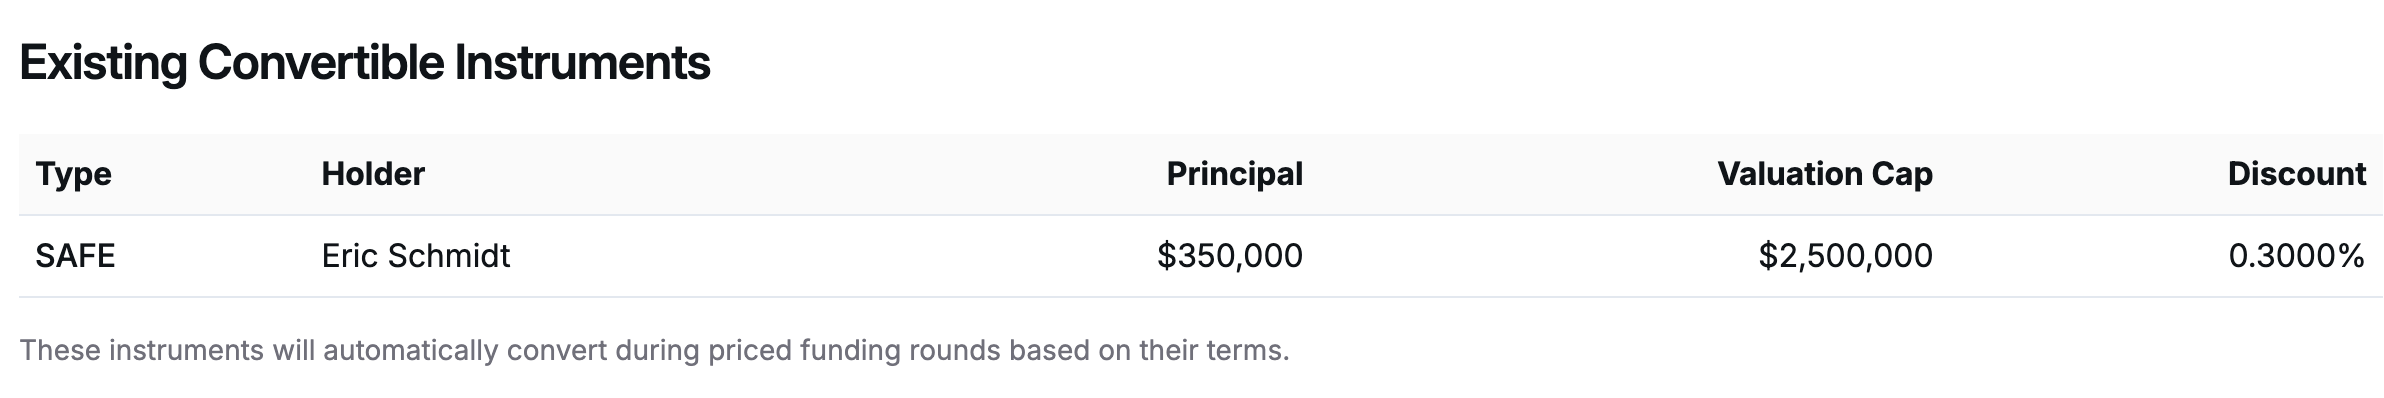 Existing Convertible Instruments
Type Holder Principal Valuation Cap Discount
SAFE Eric Schmidt $350,000 $2,500,000 0.3000%
These instruments will automatically convert during priced funding rounds based on their terms.